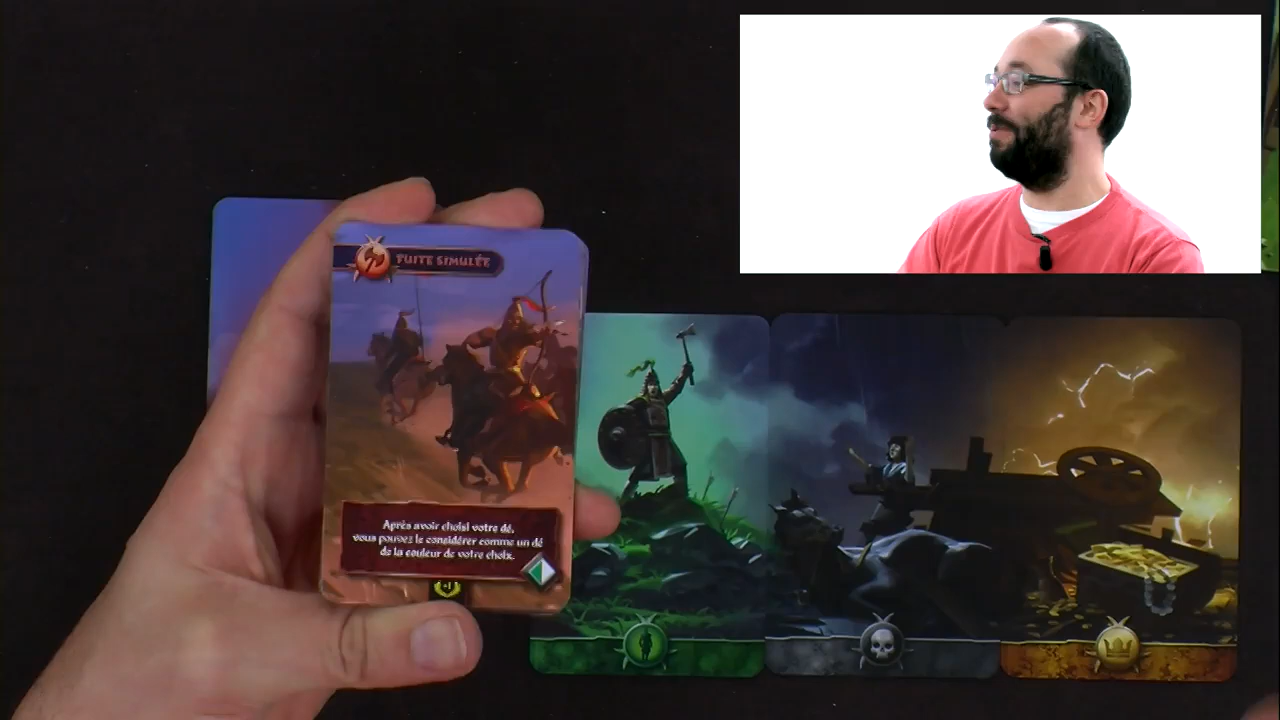 FUITE SIMULÉE
Après avoir choisi votre dé,
vous pouvez le considérer comme un dé
de la couleur de votre choix.